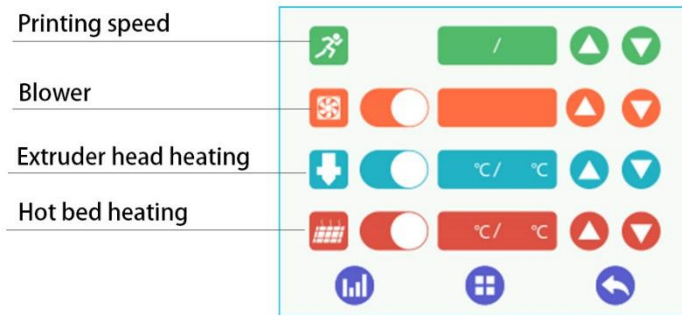 Printing speed
/
Blower
Extruder head heating
℃/ ℃
Hot bed heating
℃/ ℃